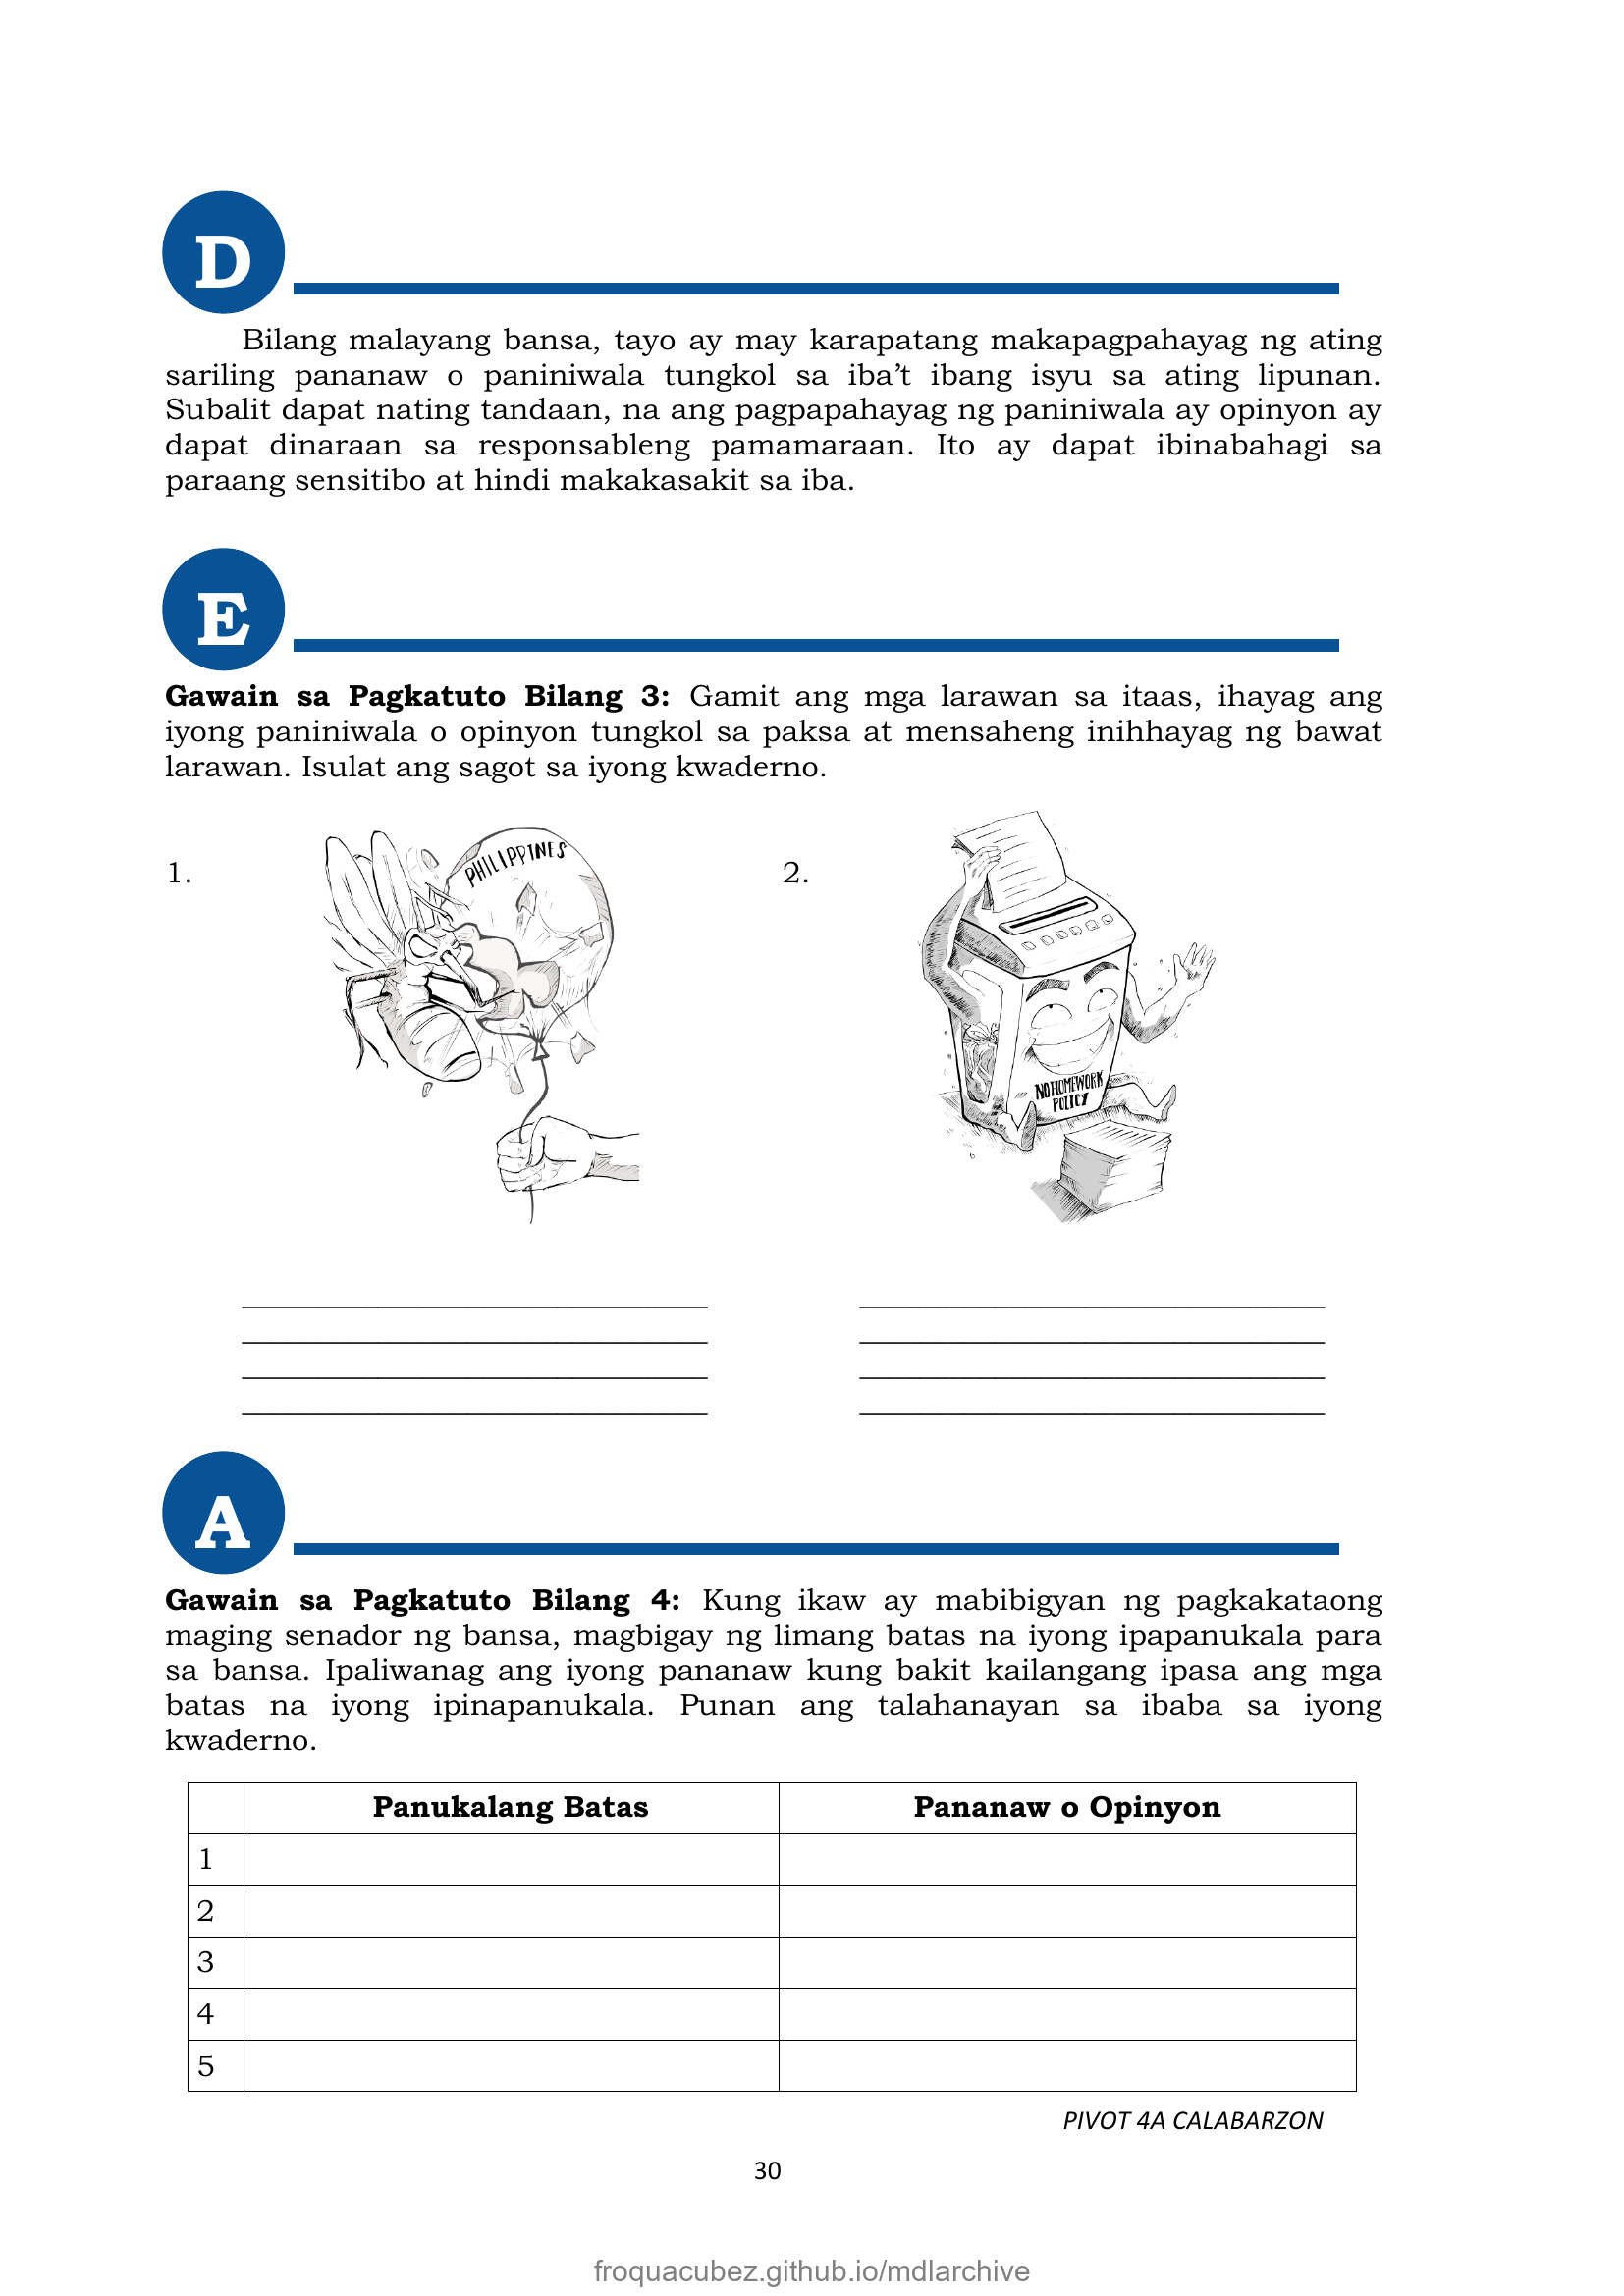 D
Bilang malayang bansa, tayo ay may karapatang makapagpahayag ng ating
sariling pananaw o paniniwala tungkol sa iba’t ibang isyu sa ating lipunan.
Subalit dapat nating tandaan, na ang pagpapahayag ng paniniwala ay opinyon ay
dapat dinaraan sa responsableng pamamaraan. Ito ay dapat ibinabahagi sa
paraang sensitibo at hindi makakasakit sa iba.
E
Gawain sa Pagkatuto Bilang 3: Gamit ang mga larawan sa itaas, ihayag ang
iyong paniniwala o opinyon tungkol sa paksa at mensaheng inihhayag ng bawat
larawan. Isulat ang sagot sa iyong kwaderno.
1.
PHILIPPINES
2.
NO HOMEWORK
POLICY
A
Gawain sa Pagkatuto Bilang 4: Kung ikaw ay mabibigyan ng pagkakataong
maging senador ng bansa, magbigay ng limang batas na iyong ipapanukala para
sa bansa. Ipaliwanag ang iyong pananaw kung bakit kailangang ipasa ang mga
batas na iyong ipinapanukala. Punan ang talahanayan sa ibaba sa iyong
kwaderno.
Panukalang Batas Pananaw o Opinyon
1
2
3
4
5
PIVOT 4A CALABARZON
30
froquacubez.github.io/mdlarchive